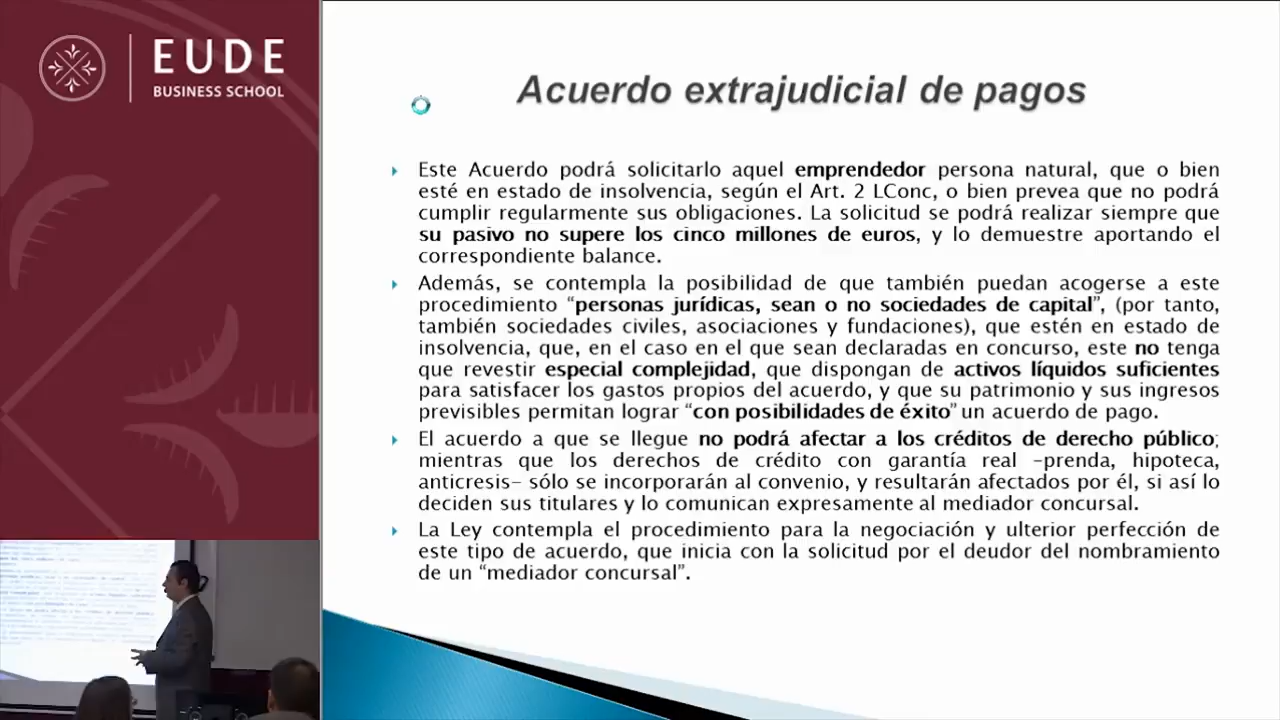 EUDE
BUSINESS SCHOOL
Acuerdo extrajudicial de pagos
Este Acuerdo podrá solicitarlo aquel emprendedor persona natural, que o bien
esté en estado de insolvencia, según el Art. 2 LConc, o bien prevea que no podrá
cumplir regularmente sus obligaciones. La solicitud se podrá realizar siempre que
su pasivo no supere los cinco millones de euros, y lo demuestre aportando el
correspondiente balance.
Además, se contempla la posibilidad de que también puedan acogerse a este
procedimiento “personas jurídicas, sean o no sociedades de capital”, (por tanto,
también sociedades civiles, asociaciones y fundaciones), que estén en estado de
insolvencia, que, en el caso en el que sean declaradas en concurso, este no tenga
que revestir especial complejidad, que dispongan de activos líquidos suficientes
para satisfacer los gastos propios del acuerdo, y que su patrimonio y sus ingresos
previsibles permitan lograr “con posibilidades de éxito” un acuerdo de pago.
El acuerdo a que se llegue no podrá afectar a los créditos de derecho público;
mientras que los derechos de crédito con garantía real –prenda, hipoteca,
anticresis– sólo se incorporarán al convenio, y resultarán afectados por él, si así lo
deciden sus titulares y lo comunican expresamente al mediador concursal.
La Ley contempla el procedimiento para la negociación y ulterior perfección de
este tipo de acuerdo, que inicia con la solicitud por el deudor del nombramiento
de un “mediador concursal”.